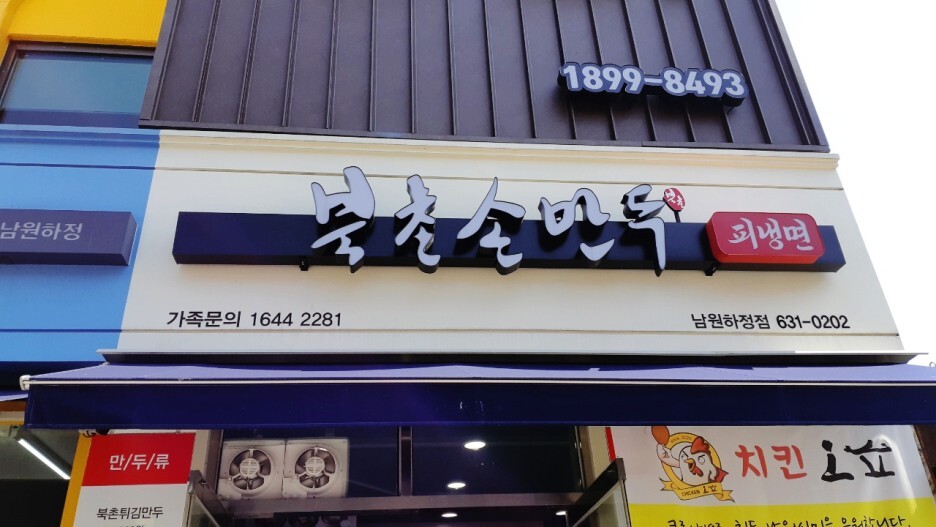 1899-8493
북촌손만두
북촌
피냉면
남원하정
가족문의 1644 2281
남원하정점 631-0202
만/두/류
북촌튀김만두
치킨
CHICKEN